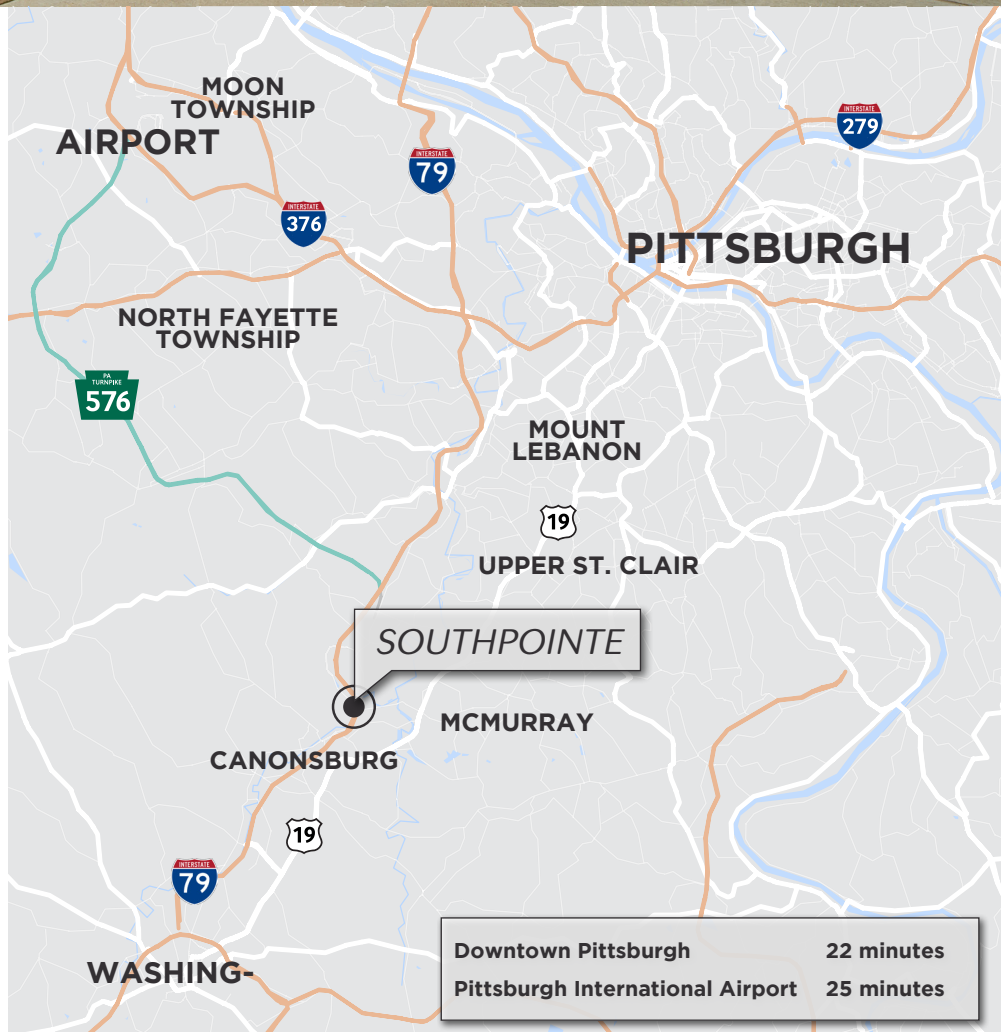 MOON
TOWNSHIP
AIRPORT
INTERSTATE
279
INTERSTATE
79
INTERSTATE
376
PITTSBURGH
NORTH FAYETTE
TOWNSHIP
PA
TURNPIKE
576
MOUNT
LEBANON
19
UPPER ST. CLAIR
SOUTHPOINTE
MCMURRAY
CANONSBURG
19
INTERSTATE
79
WASHING-
Downtown Pittsburgh 22 minutes
Pittsburgh International Airport 25 minutes